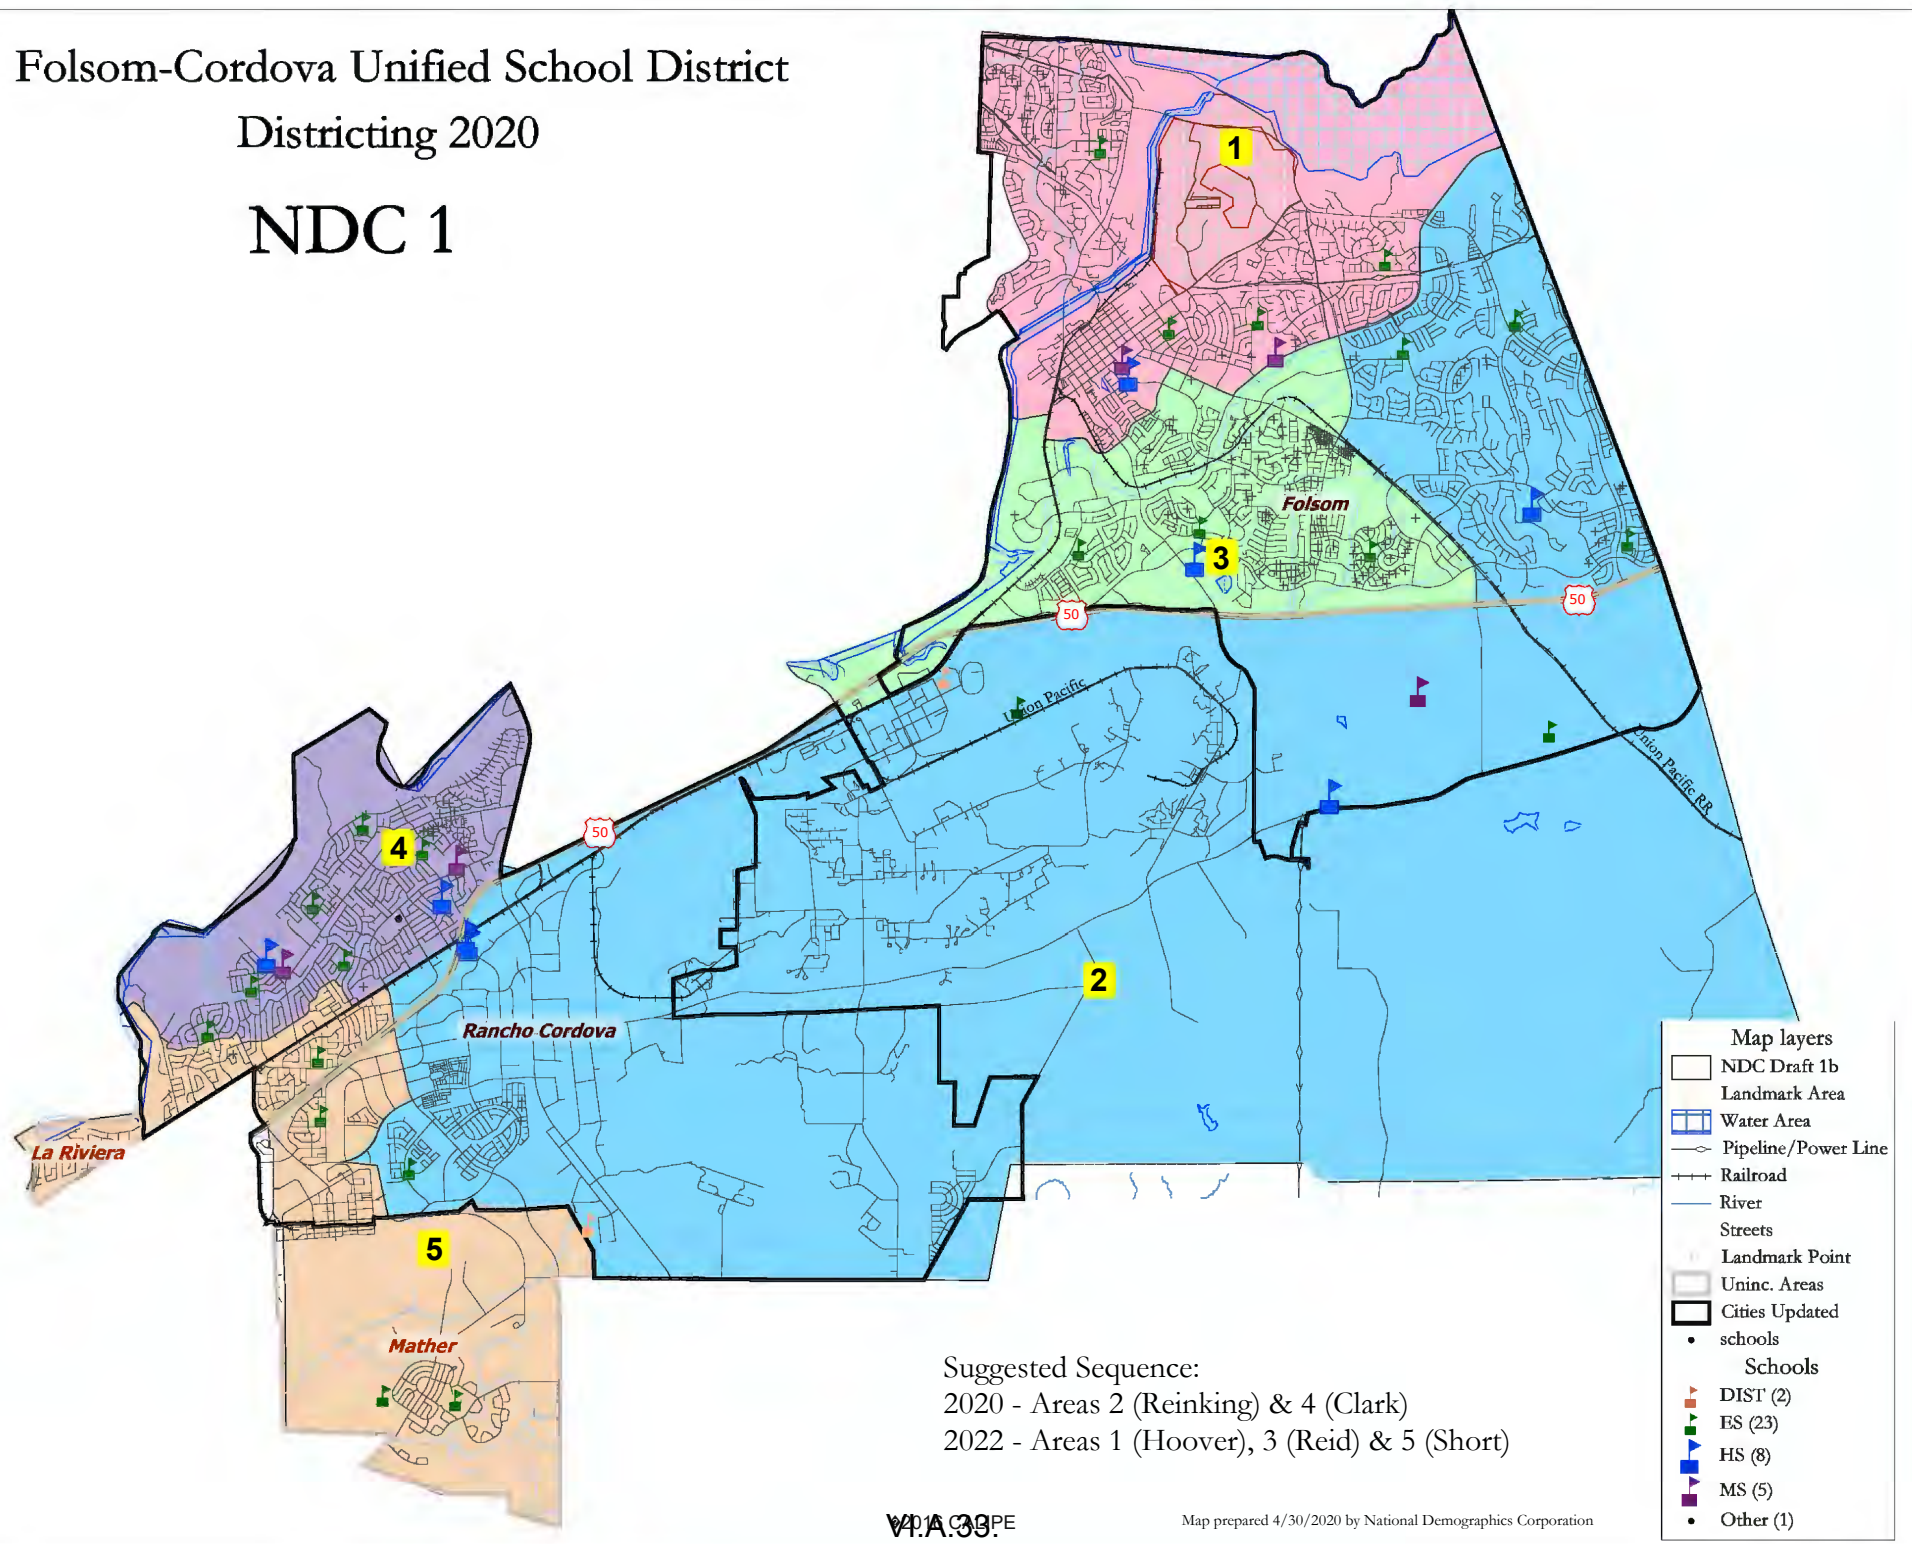 Folsom-Cordova Unified School District
Districting 2020
NDC 1
1
Folsom
3
50
50
Union Pacific
Union Pacific RR
4
50
2
Rancho Cordova
La Riviera
5
Mather
Map layers
NDC Draft 1b
Landmark Area
Water Area
Pipeline/Power Line
Railroad
River
Streets
Landmark Point
Uninc. Areas
Cities Updated
schools
Schools
DIST (2)
ES (23)
HS (8)
MS (5)
Other (1)
Suggested Sequence:
2020 - Areas 2 (Reinking) & 4 (Clark)
2022 - Areas 1 (Hoover), 3 (Reid) & 5 (Short)
VI.A.33.
Map prepared 4/30/2020 by National Demographics Corporation